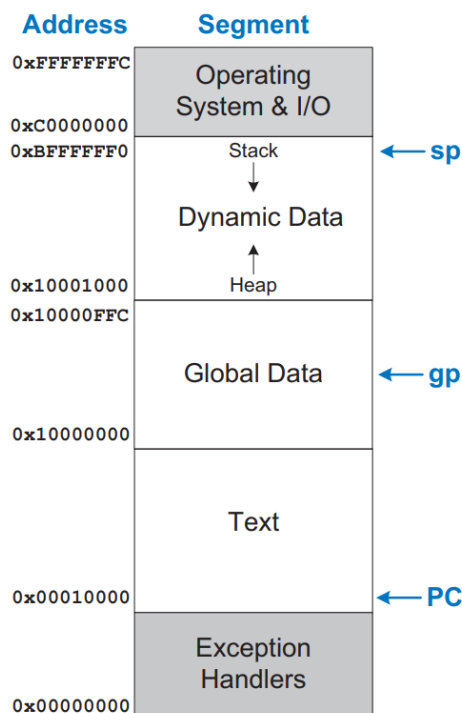 Address Segment
0xFFFFFFFC
Operating
System & I/O
0xC0000000
0xBFFFFFF0 Stack sp
Dynamic Data
0x10001000 Heap
0x10000FFC
Global Data gp
0x10000000
Text
0x00010000 PC
Exception
Handlers
0x00000000